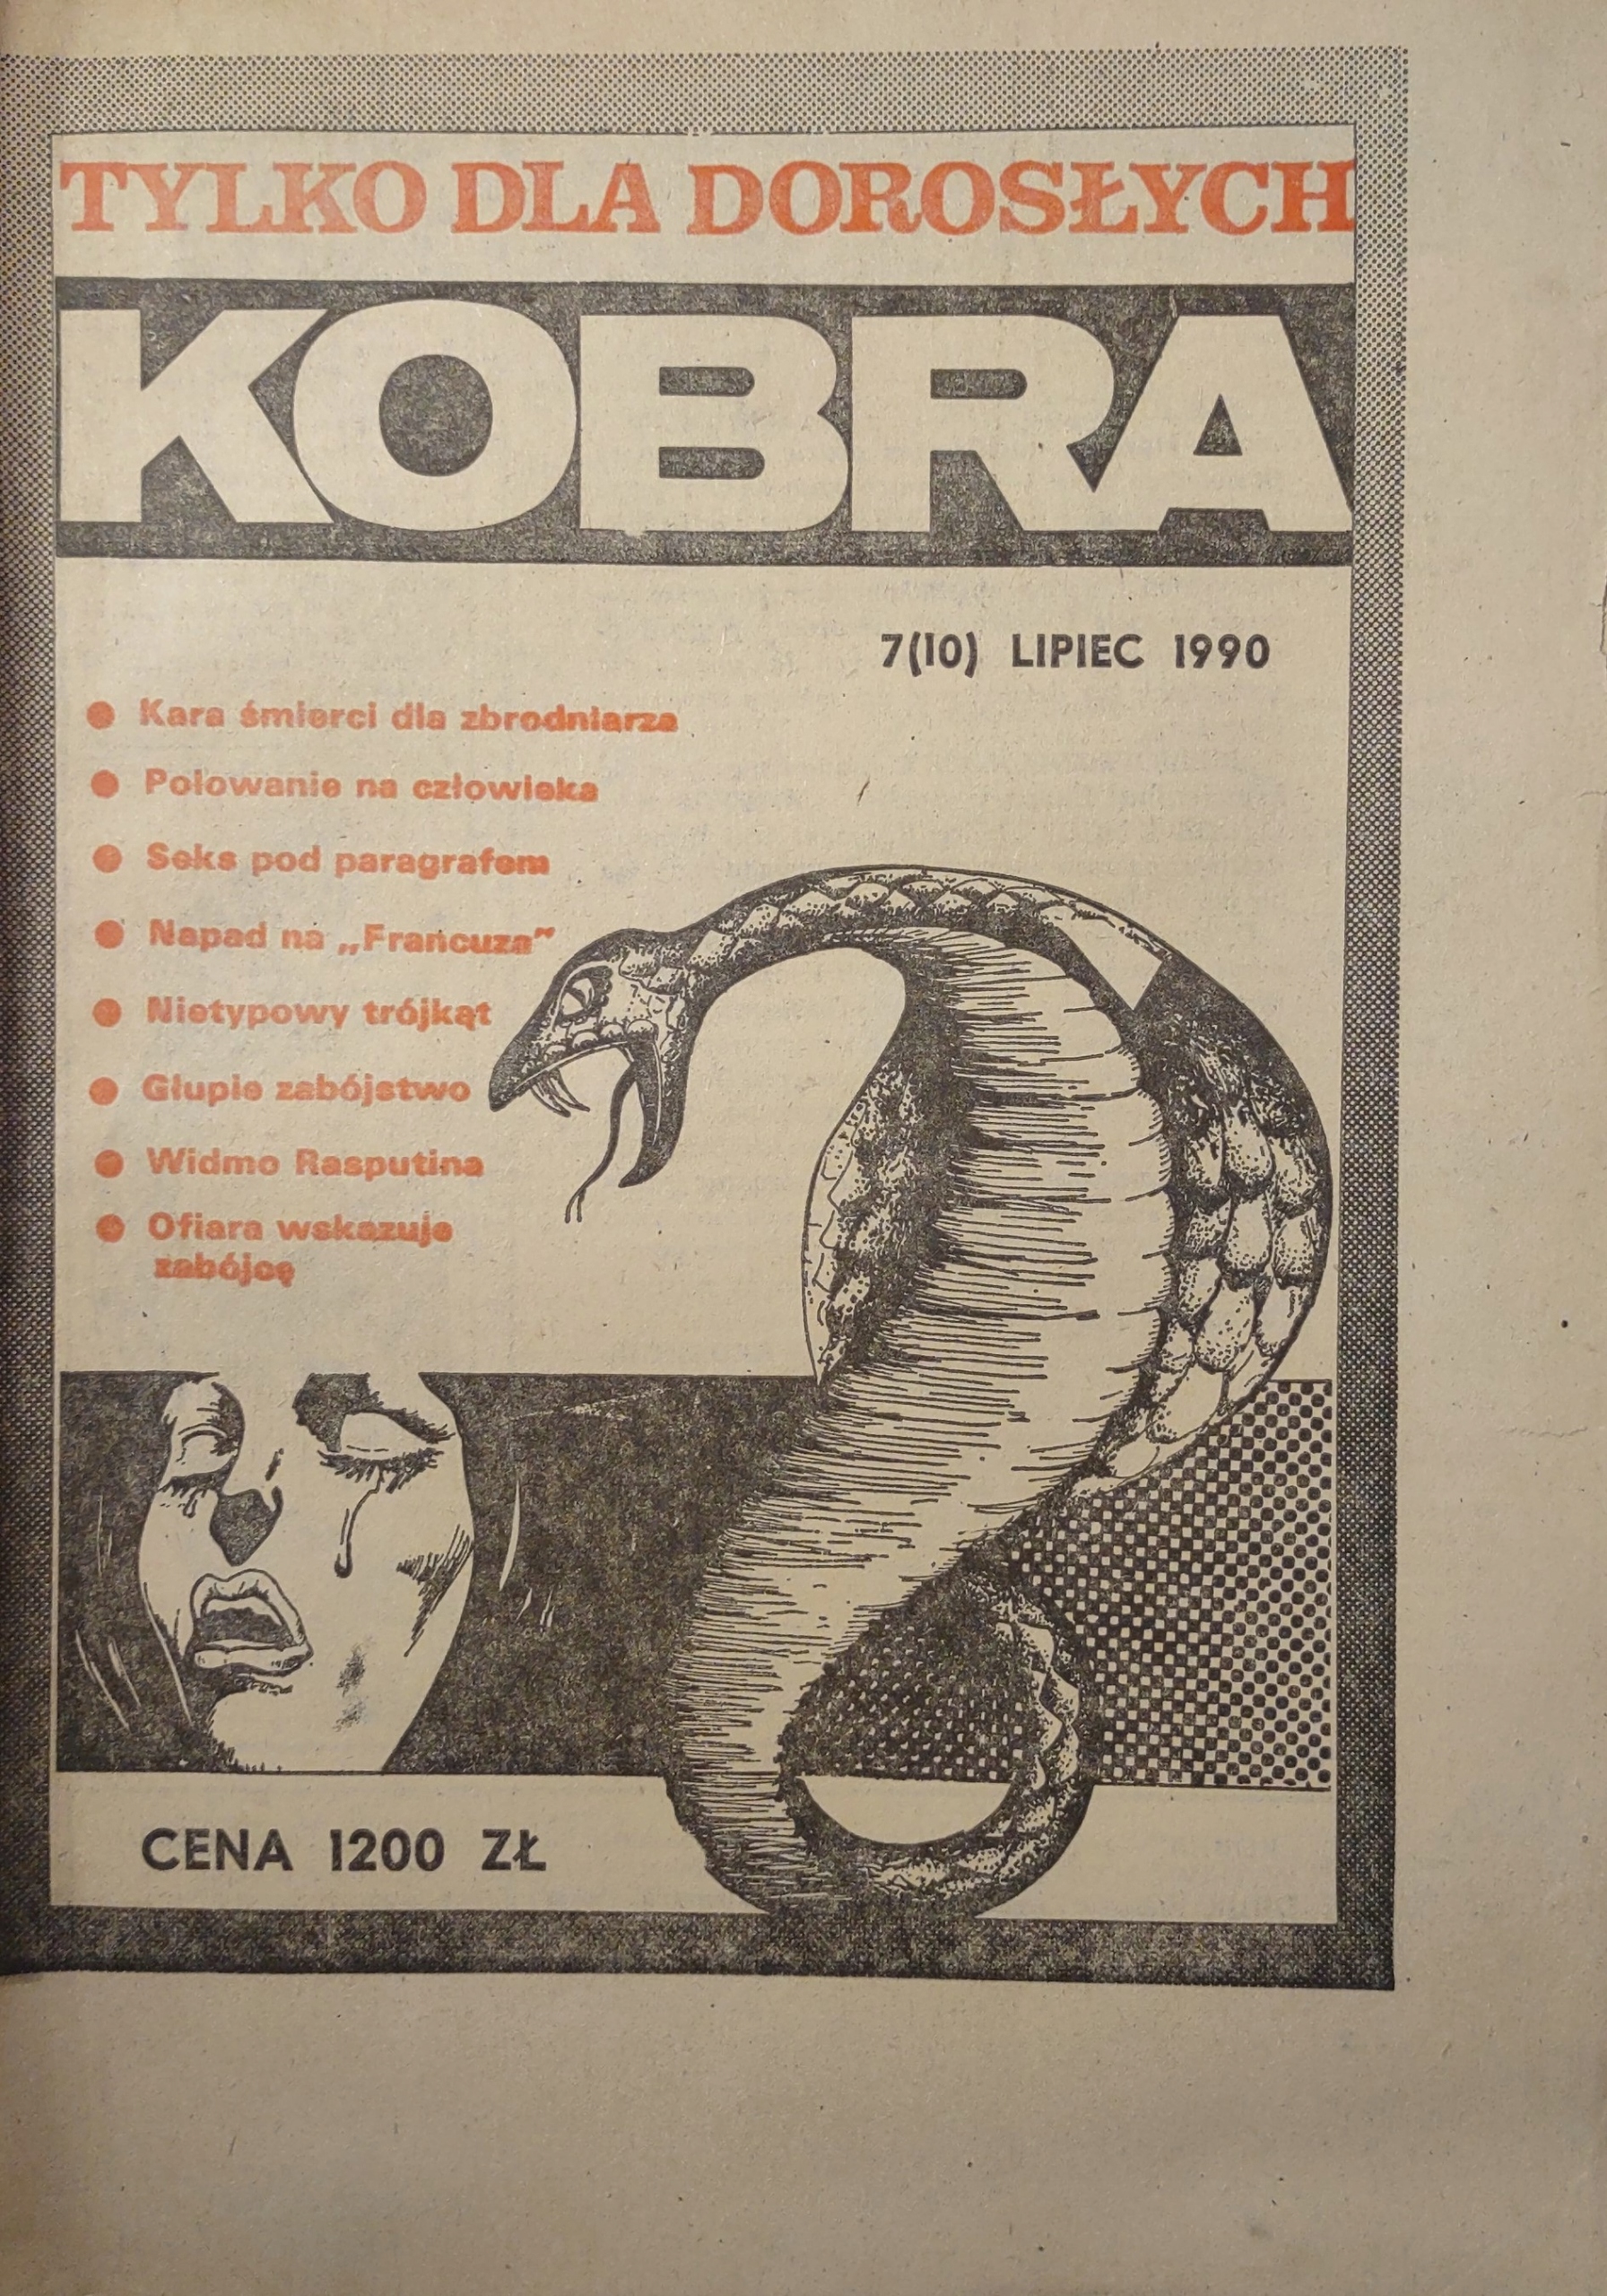 TYLKO DLA DOROSŁYCH
KOBRA
7(10) LIPIEC 1990
● Kara śmierci dla zbrodniarza
● Polowanie na człowieka
● Seks pod paragrafem
● Napad na „Francuza”
● Nietypowy trójkąt
● Głupie zabójstwo
● Widmo Rasputina
● Ofiara wskazuje
zabójcę
CENA 1200 ZŁ